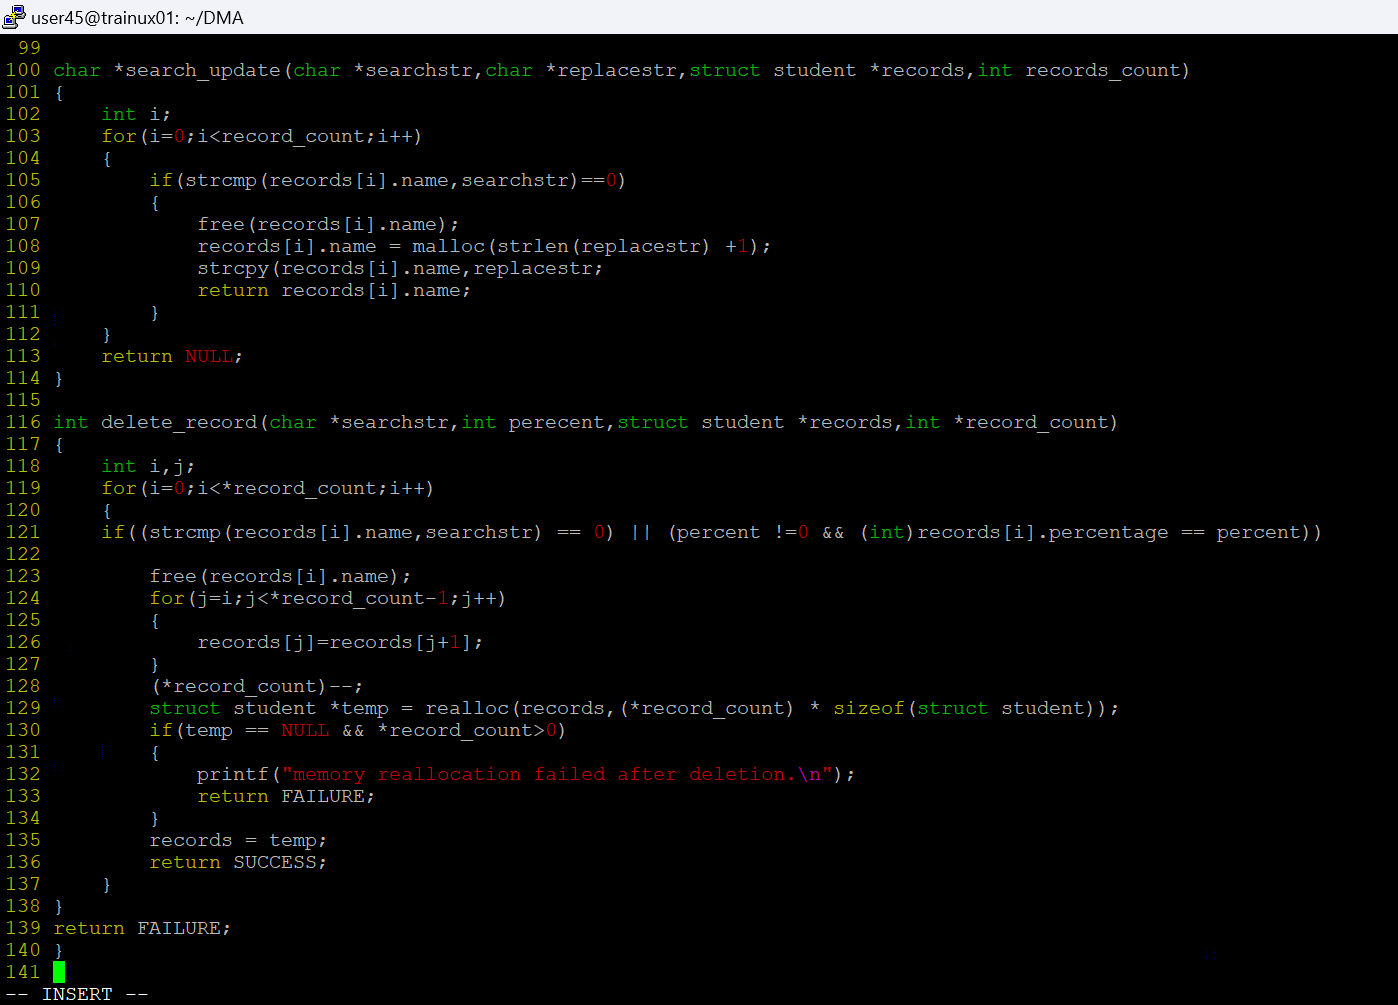 user45@trainux01: ~/DMA
99
100 char *search_update(char *searchstr,char *replacestr,struct student *records,int records_count)
101 {
102     int i;
103     for(i=0;i<record_count;i++)
104     {
105         if(strcmp(records[i].name,searchstr)==0)
106         {
107             free(records[i].name);
108             records[i].name = malloc(strlen(replacestr) +1);
109             strcpy(records[i].name,replacestr;
110             return records[i].name;
111         }
112     }
113     return NULL;
114 }
115
116 int delete_record(char *searchstr,int perecent,struct student *records,int *record_count)
117 {
118     int i,j;
119     for(i=0;i<*record_count;i++)
120     {
121     if((strcmp(records[i].name,searchstr) == 0) || (percent !=0 && (int)records[i].percentage == percent))
122
123         free(records[i].name);
124         for(j=i;j<*record_count-1;j++)
125         {
126             records[j]=records[j+1];
127         }
128         (*record_count)--;
129         struct student *temp = realloc(records,(*record_count) * sizeof(struct student));
130         if(temp == NULL && *record_count>0)
131         {
132             printf("memory reallocation failed after deletion.\n");
133             return FAILURE;
134         }
135         records = temp;
136         return SUCCESS;
137     }
138 }
139 return FAILURE;
140 }
141
-- INSERT --